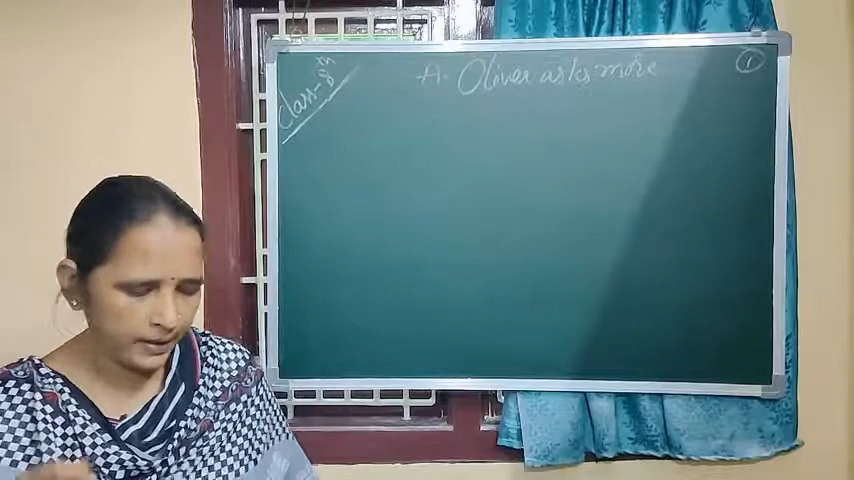 Class-8th
A- Oliver asks more
①